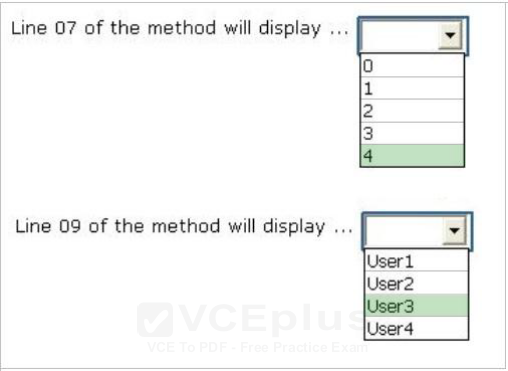 Line 07 of the method will display ...
0
1
2
3
4
Line 09 of the method will display ...
User1
User2
User3
User4
VCEplus
VCE To PDF - Free Practice Exam